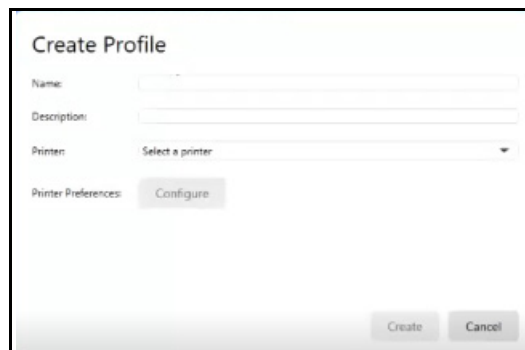 Create Profile
Name:
Description:
Printer: Select a printer
Printer Preferences: Configure
Create Cancel